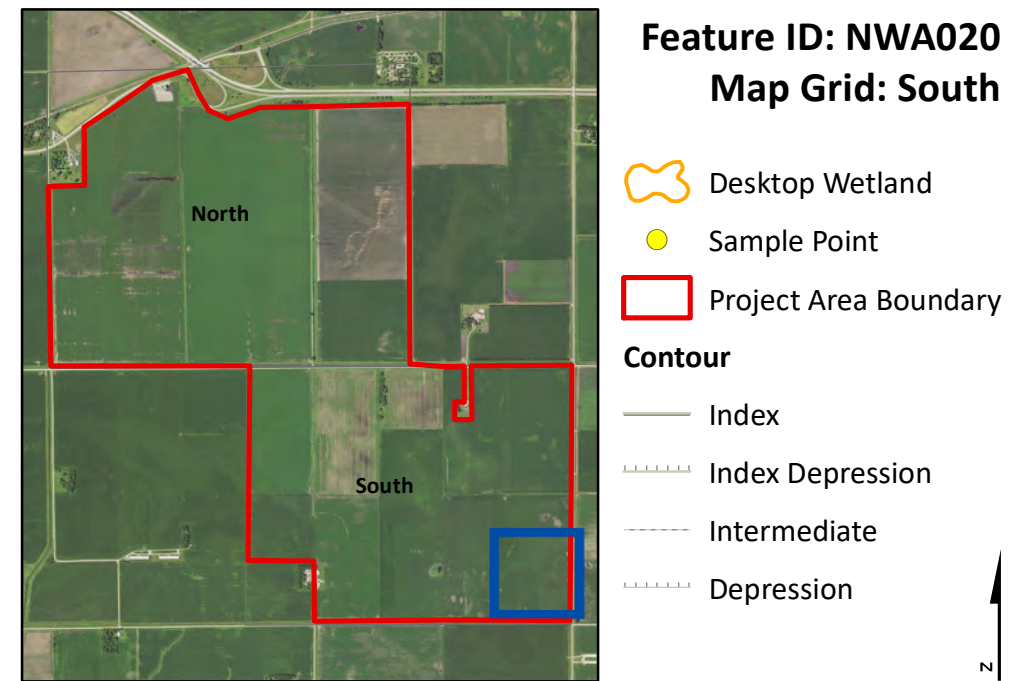 Feature ID: NWA020
Map Grid: South
North
South
Desktop Wetland
Sample Point
Project Area Boundary
Contour
Index
Index Depression
Intermediate
Depression
N